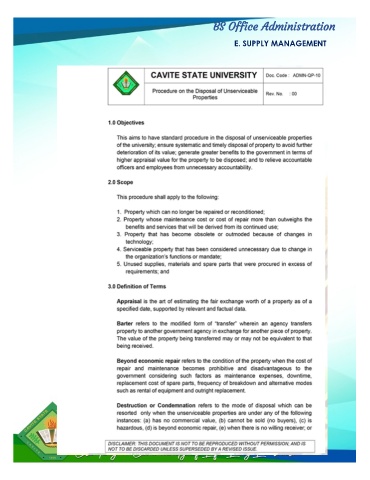 BS Office Administration
E. SUPPLY MANAGEMENT
CAVITE STATE UNIVERSITY
Doc. Code : ADMN-QP-10
Procedure on the Disposal of Unserviceable
Properties
Rev. No. : 00
1.0 Objectives
This aims to have standard procedure in the disposal of unserviceable properties
of the university; ensure systematic and timely disposal of property to avoid further
deterioration of its value; generate greater benefits to the government in terms of
higher appraisal value for the property to be disposed; and to relieve accountable
officers and employees from unnecessary accountability.
2.0 Scope
This procedure shall apply to the following:
1. Property which can no longer be repaired or reconditioned;
2. Property whose maintenance cost or cost of repair more than outweighs the
benefits and services that will be derived from its continued use;
3. Property that has become obsolete or outmoded because of changes in
technology;
4. Serviceable property that has been considered unnecessary due to change in
the organization's functions or mandate;
5. Unused supplies, materials and spare parts that were procured in excess of
requirements; and
3.0 Definition of Terms
Appraisal is the art of estimating the fair exchange worth of a property as of a
specified date, supported by relevant and factual data.
Barter refers to the modified form of "transfer" wherein an agency transfers
property to another government agency in exchange for another piece of property.
The value of the property being transferred may or may not be equivalent to that
being received.
Beyond economic repair refers to the condition of the property when the cost of
repair and maintenance becomes prohibitive and disadvantageous to the
government considering such factors as maintenance expenses, downtime,
replacement cost of spare parts, frequency of breakdown and alternative modes
such as rental of equipment and outright replacement.
Destruction or Condemnation refers to the mode of disposal which can be
resorted only when the unserviceable properties are under any of the following
instances: (a) has no commercial value, (b) cannot be sold (no buyers), (c) is
hazardous, (d) is beyond economic repair, (e) when there is no willing receiver; or
DISCLAIMER: THIS DOCUMENT IS NOT TO BE REPRODUCED WITHOUT PERMISSION, AND IS
NOT TO BE DISCARDED UNLESS SUPERSEDED BY A REVISED ISSUE.